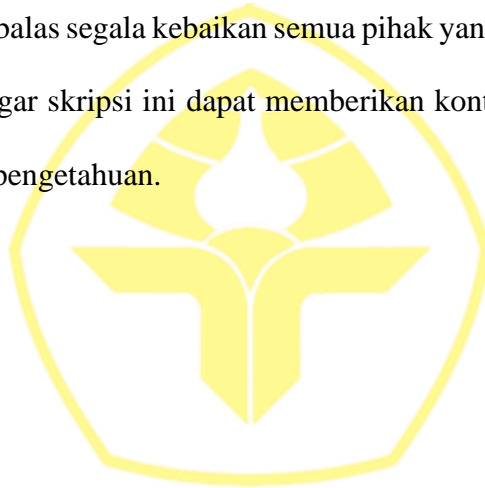 balas segala kebaikan semua pihak yan
gar skripsi ini dapat memberikan kont
pengetahuan.